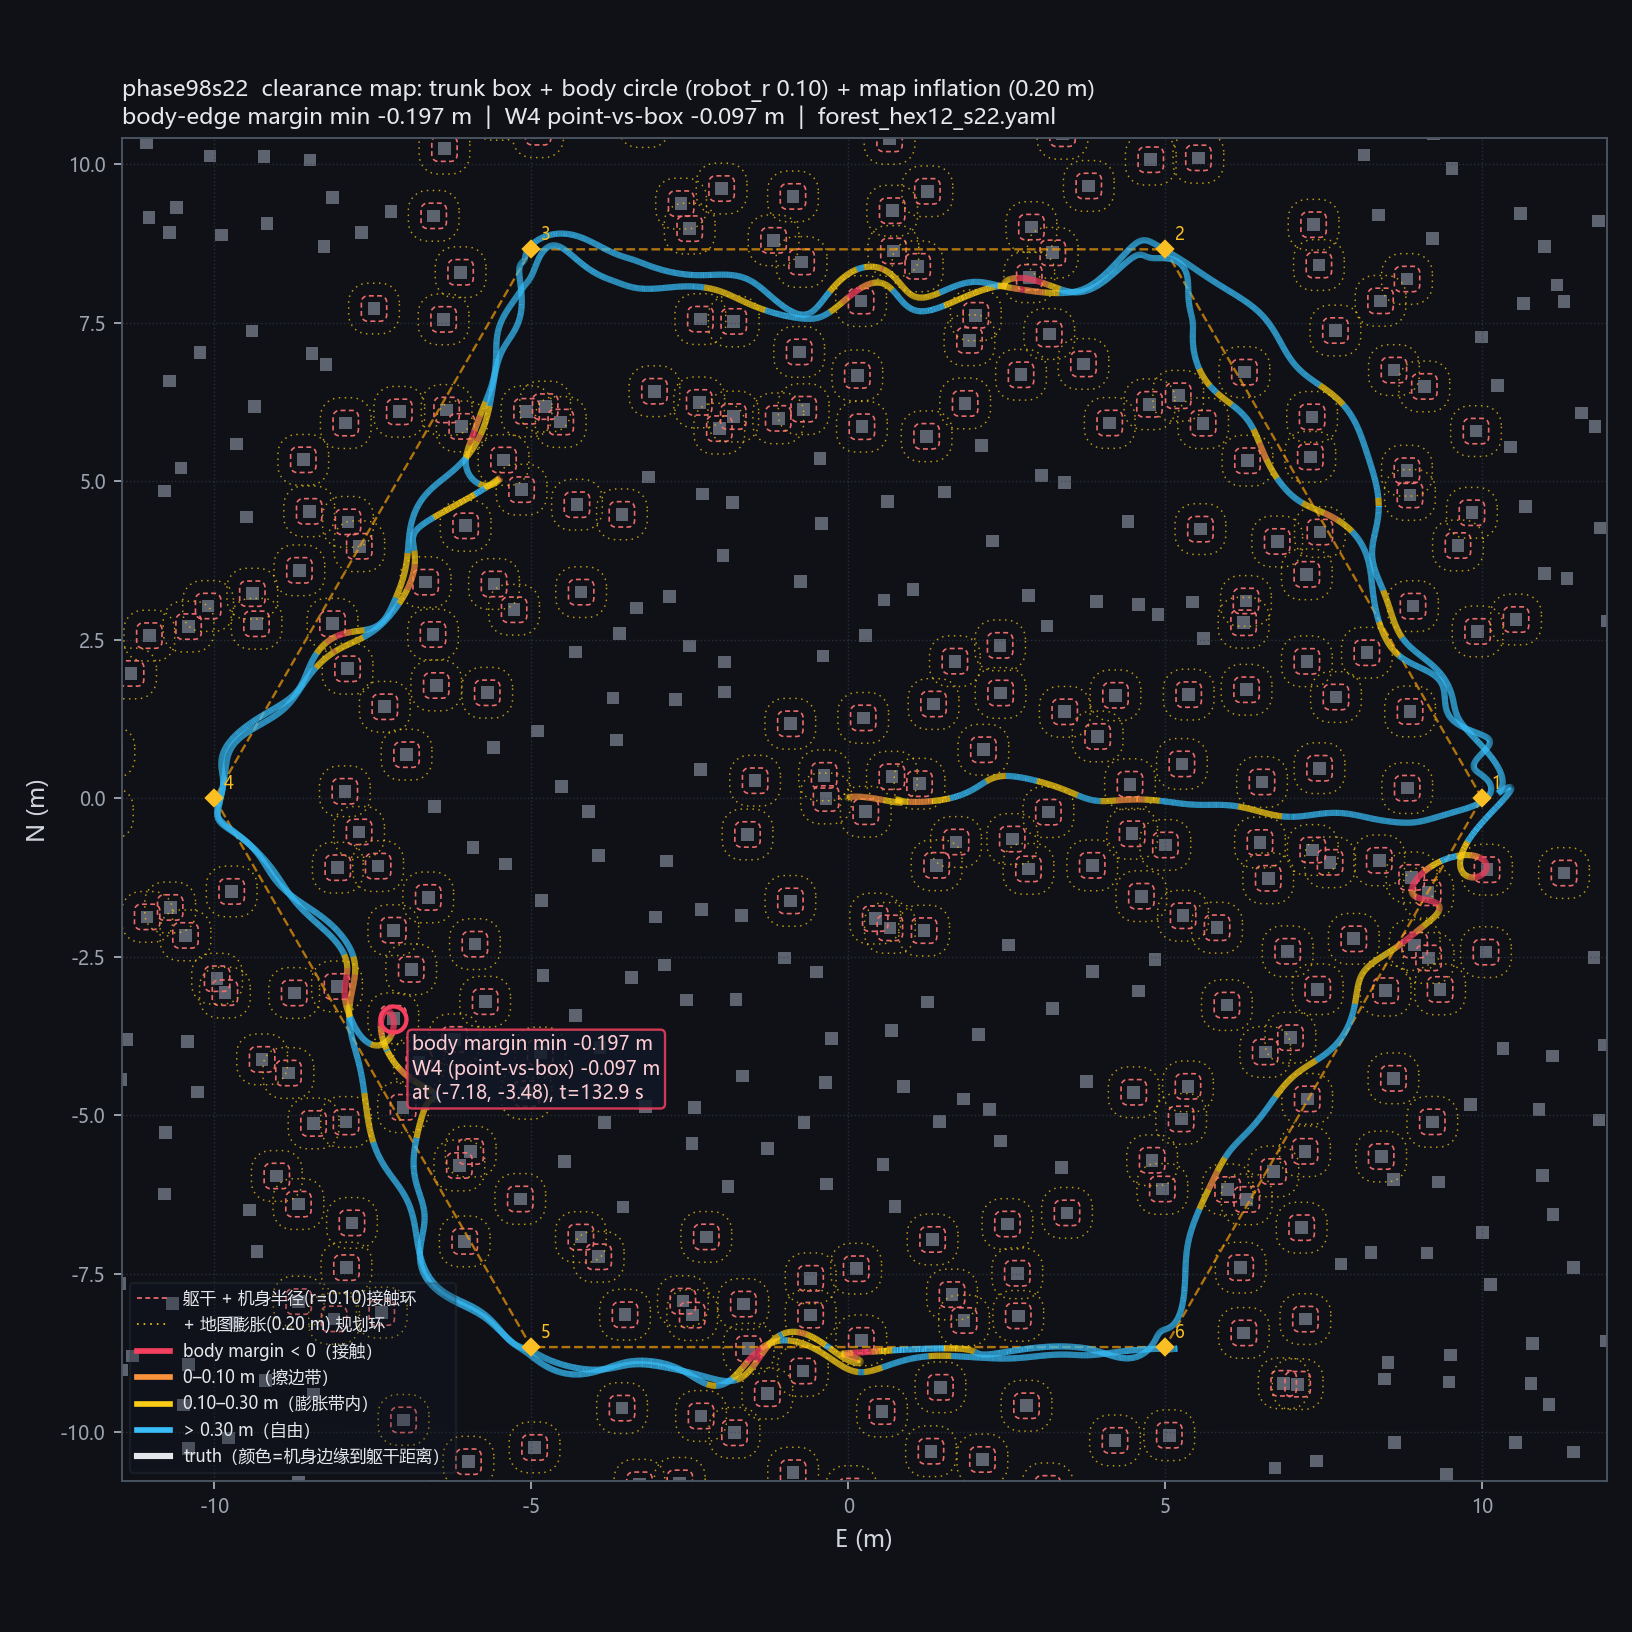 phase98s22  clearance map: trunk box + body circle (robot_r 0.10) + map inflation (0.20 m)
body-edge margin min -0.197 m  |  W4 point-vs-box -0.097 m  |  forest_hex12_s22.yaml
10.0
7.5
5.0
2.5
0.0
-2.5
-5.0
-7.5
-10.0
N (m)
3
2
4
1
5
6
body margin min -0.197 m
W4 (point-vs-box) -0.097 m
at (-7.18, -3.48), t=132.9 s
躯干 + 机身半径(r=0.10)接触环
+ 地图膨胀(0.20 m) 规划环
body margin < 0（接触）
0–0.10 m（擦边带）
0.10–0.30 m（膨胀带内）
> 0.30 m（自由）
truth（颜色=机身边缘到躯干距离）
-10
-5
0
5
10
E (m)